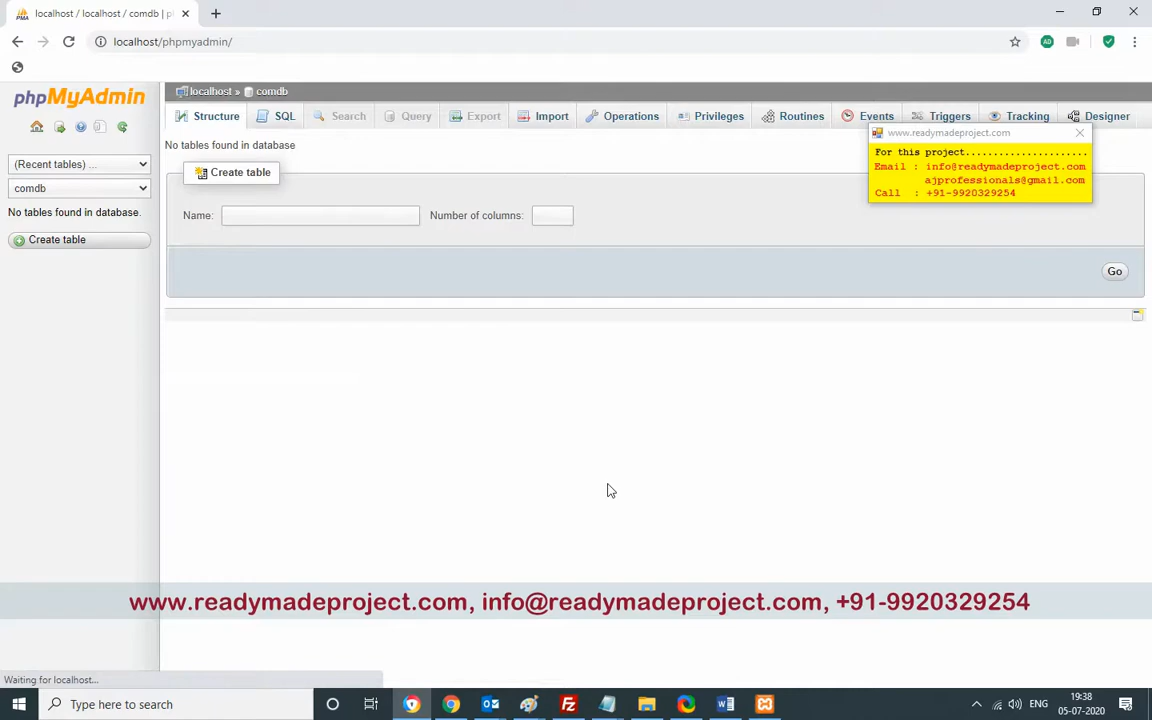 localhost / localhost / comdb | p
localhost/phpmyadmin/
phpMyAdmin
(Recent tables) ...
comdb
No tables found in database.
Create table
localhost » comdb
Structure SQL Search Query Export Import Operations Privileges Routines Events Triggers Tracking Designer
No tables found in database
Create table
Name: Number of columns:
Go
www.readymadeproject.com
For this project......................
Email : info@readymadeproject.com
ajprofessionals@gmail.com
Call : +91-9920329254
www.readymadeproject.com, info@readymadeproject.com, +91-9920329254
Waiting for localhost...
Type here to search
ENG
19:38
05-07-2020